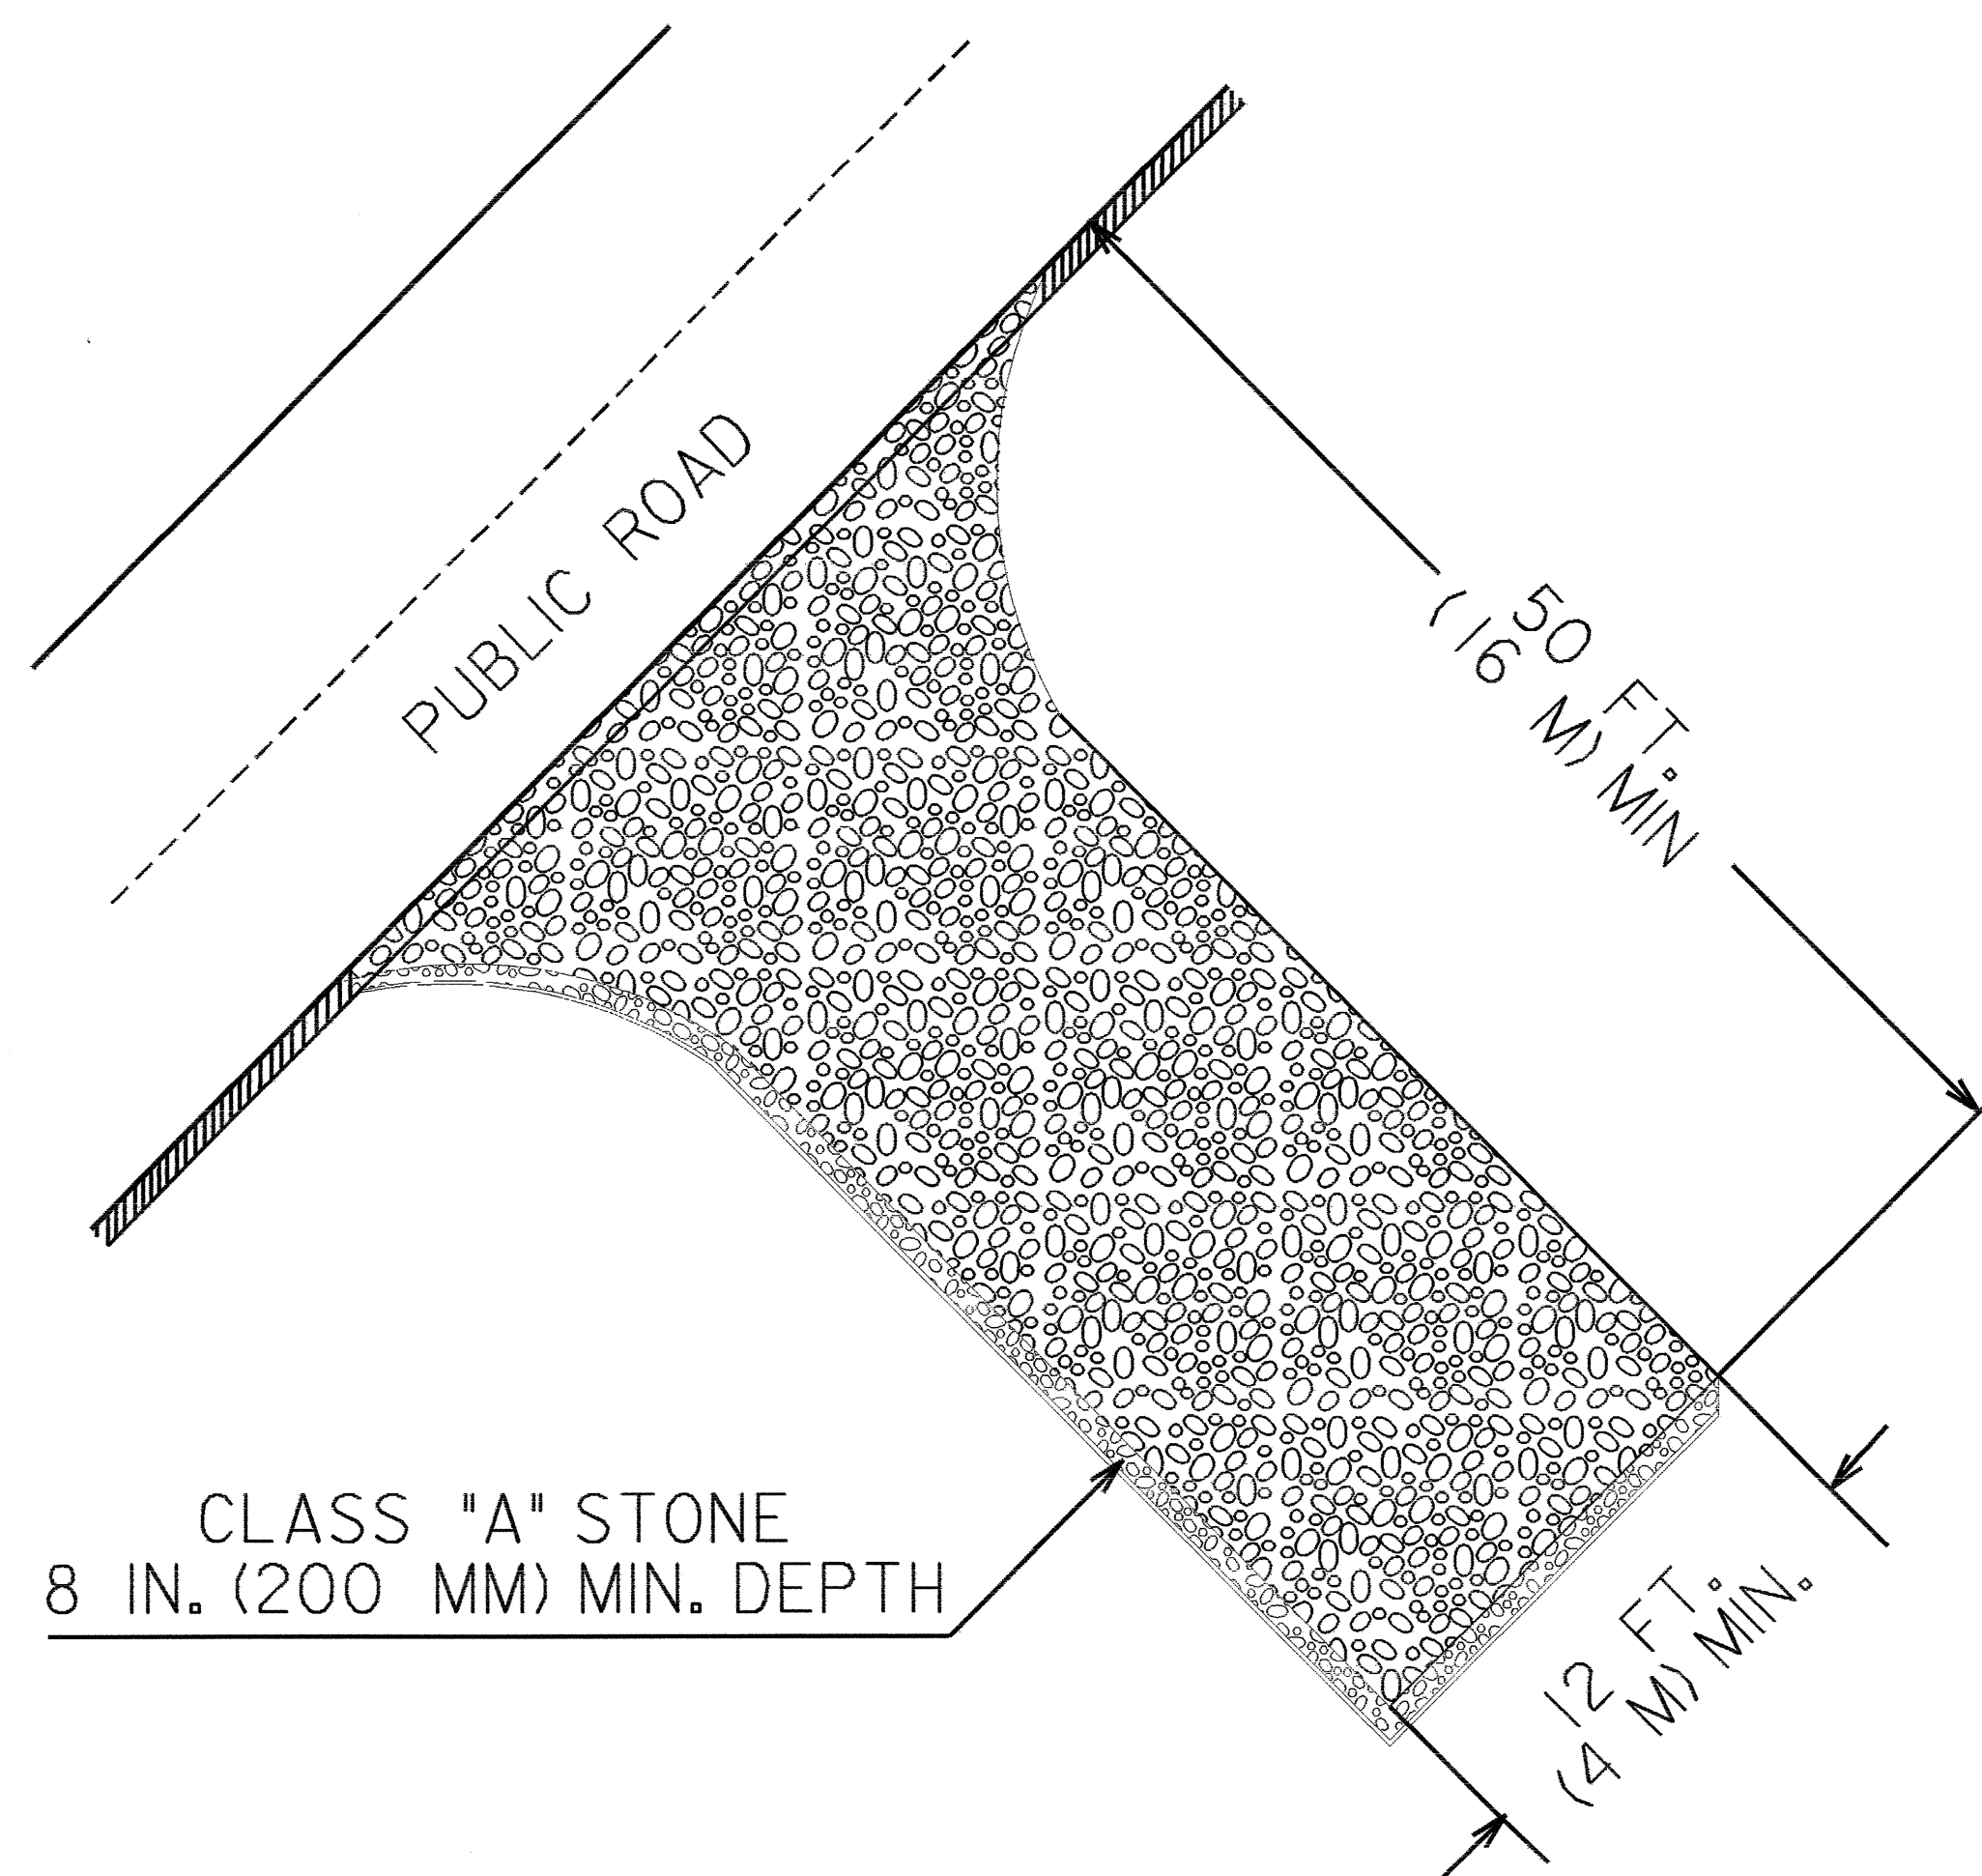 PUBLIC ROAD
50 FT.
(16 M) MIN
CLASS "A" STONE
8 IN. (200 MM) MIN. DEPTH
12 FT.
(4 M) MIN.